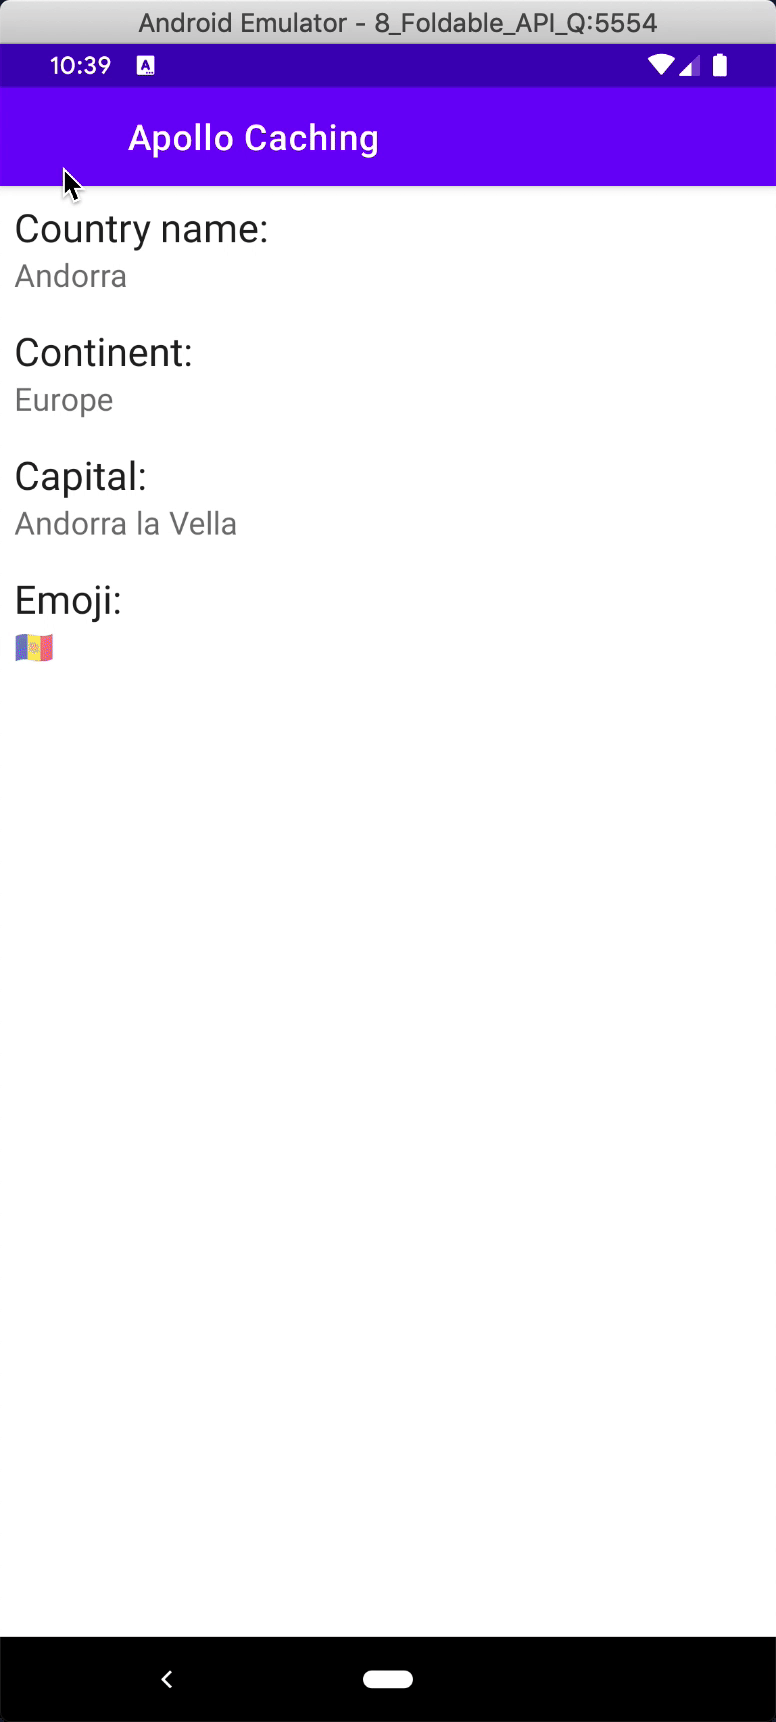 Android Emulator - 8_Foldable_API_Q:5554
10:39 A
Apollo Caching
Country name:
Andorra
Continent:
Europe
Capital:
Andorra la Vella
Emoji:
🇦🇩